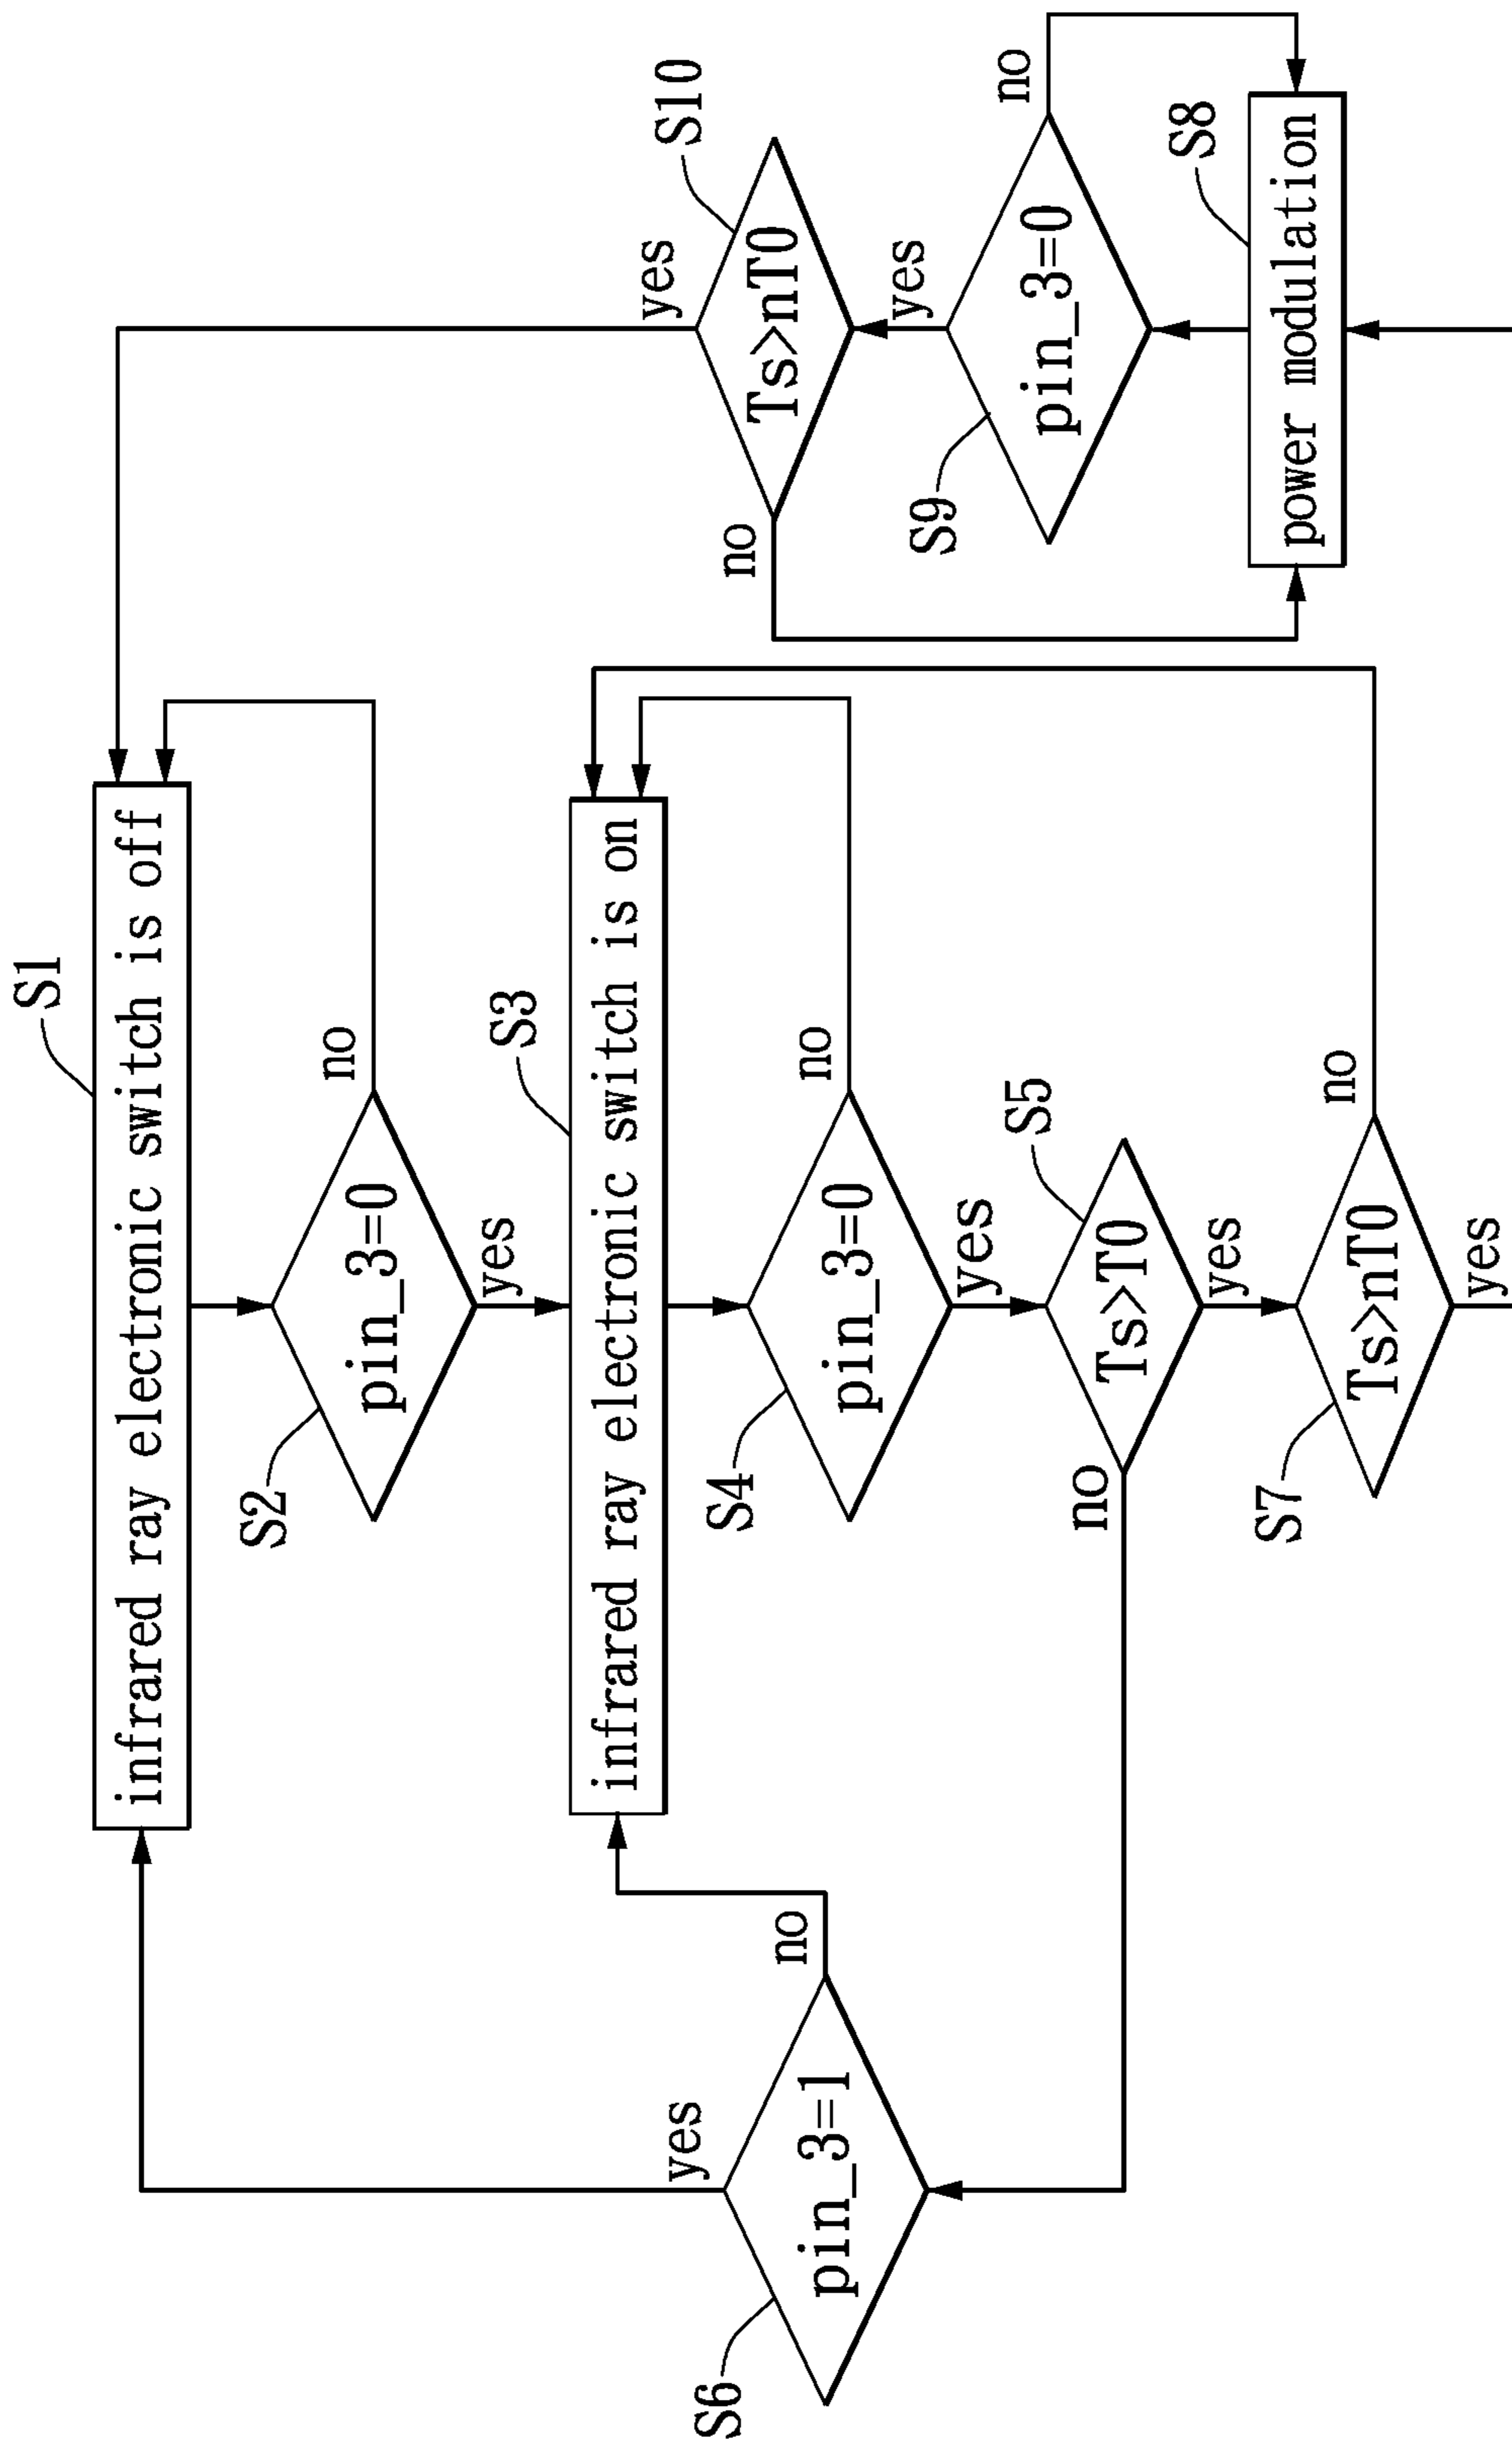 S1
infrared ray electronic switch is off
S2
pin_3=0
no
yes
S3
infrared ray electronic switch is on
S4
pin_3=0
no
yes
S5
Ts>T0
no
yes
S6
pin_3=1
yes
no
S7
Ts>nT0
no
yes
S8
power modulation
S9
pin_3=0
no
yes
S10
Ts>nT0
no
yes